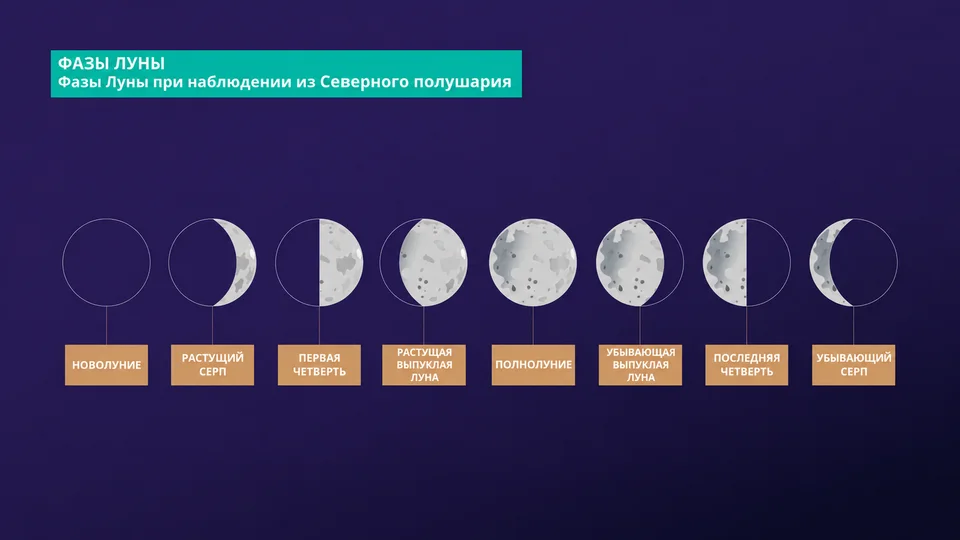 ФАЗЫ ЛУНЫ
Фазы Луны при наблюдении из Северного полушария
НОВОЛУНИЕ
РАСТУЩИЙ
СЕРП
ПЕРВАЯ
ЧЕТВЕРТЬ
РАСТУЩАЯ
ВЫПУКЛАЯ
ЛУНА
ПОЛНОЛУНИЕ
УБЫВАЮЩАЯ
ВЫПУКЛАЯ
ЛУНА
ПОСЛЕДНЯЯ
ЧЕТВЕРТЬ
УБЫВАЮЩИЙ
СЕРП